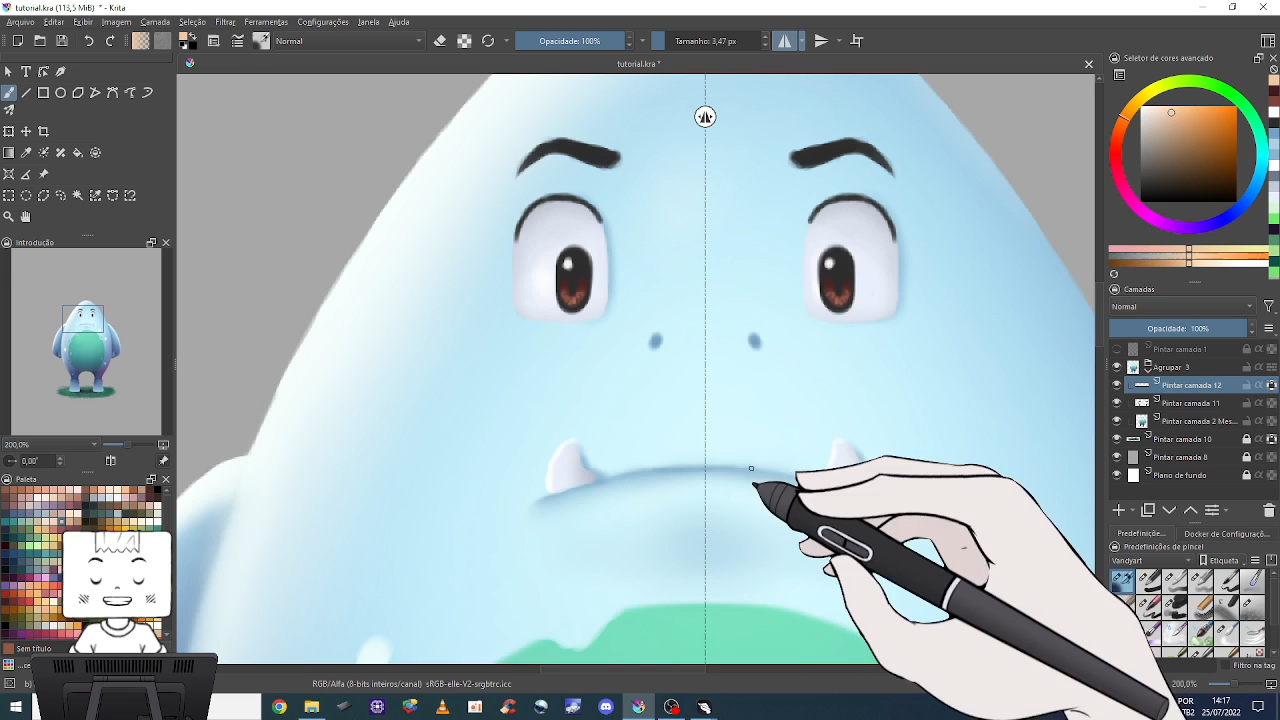 tutorial.kra (113,5 MiB) * - Krita
Arquivo Editar Exibir Imagem Camada Seleção Filtrar Ferramentas Configurações Janela Ajuda
Normal
Opacidade: 100%
Tamanho: 3,47 px
tutorial.kra *
Seletor de cores avançado
Introdução
200,0%
0,00°
Paleta
Sem título
Camadas
Normal
Opacidade: 100%
Pintar camada 1
Agrupar 3
Pintar camada 12
Pintar camada 11
Pintar camada 2 Mes...
Pintar camada 10
Pintar camada 8
Plano de fundo
Predefinição...
Docker de Configuraç...
Predefinições de pincel
Vandyart
Etiqueta
Filtro na tag
RGB/Alfa (8-bits inteiros/canal) sRGB-elle-V2-srgbtrc.icc
200,0%
POR
14:17
25/07/2022